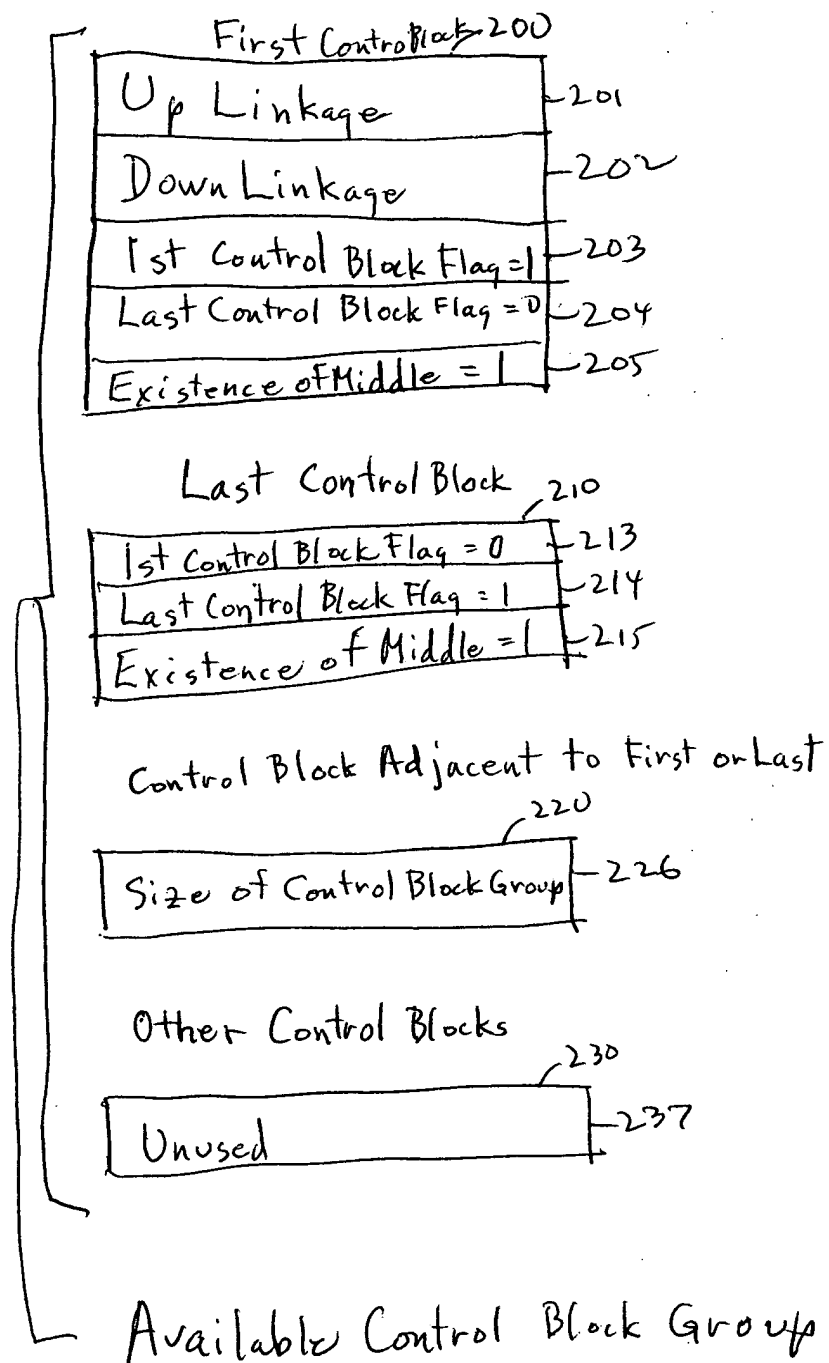 First Control Block 200
Up Linkage 201
Down Linkage 202
1st Control Block Flag = 1 203
Last Control Block Flag = 0 204
Existence of Middle = 1 205
Last Control Block 210
1st Control Block Flag = 0 213
Last Control Block Flag = 1 214
Existence of Middle = 1 215
Control Block Adjacent to First or Last
220
Size of Control Block Group 226
Other Control Blocks
230
Unused 237
Available Control Block Group